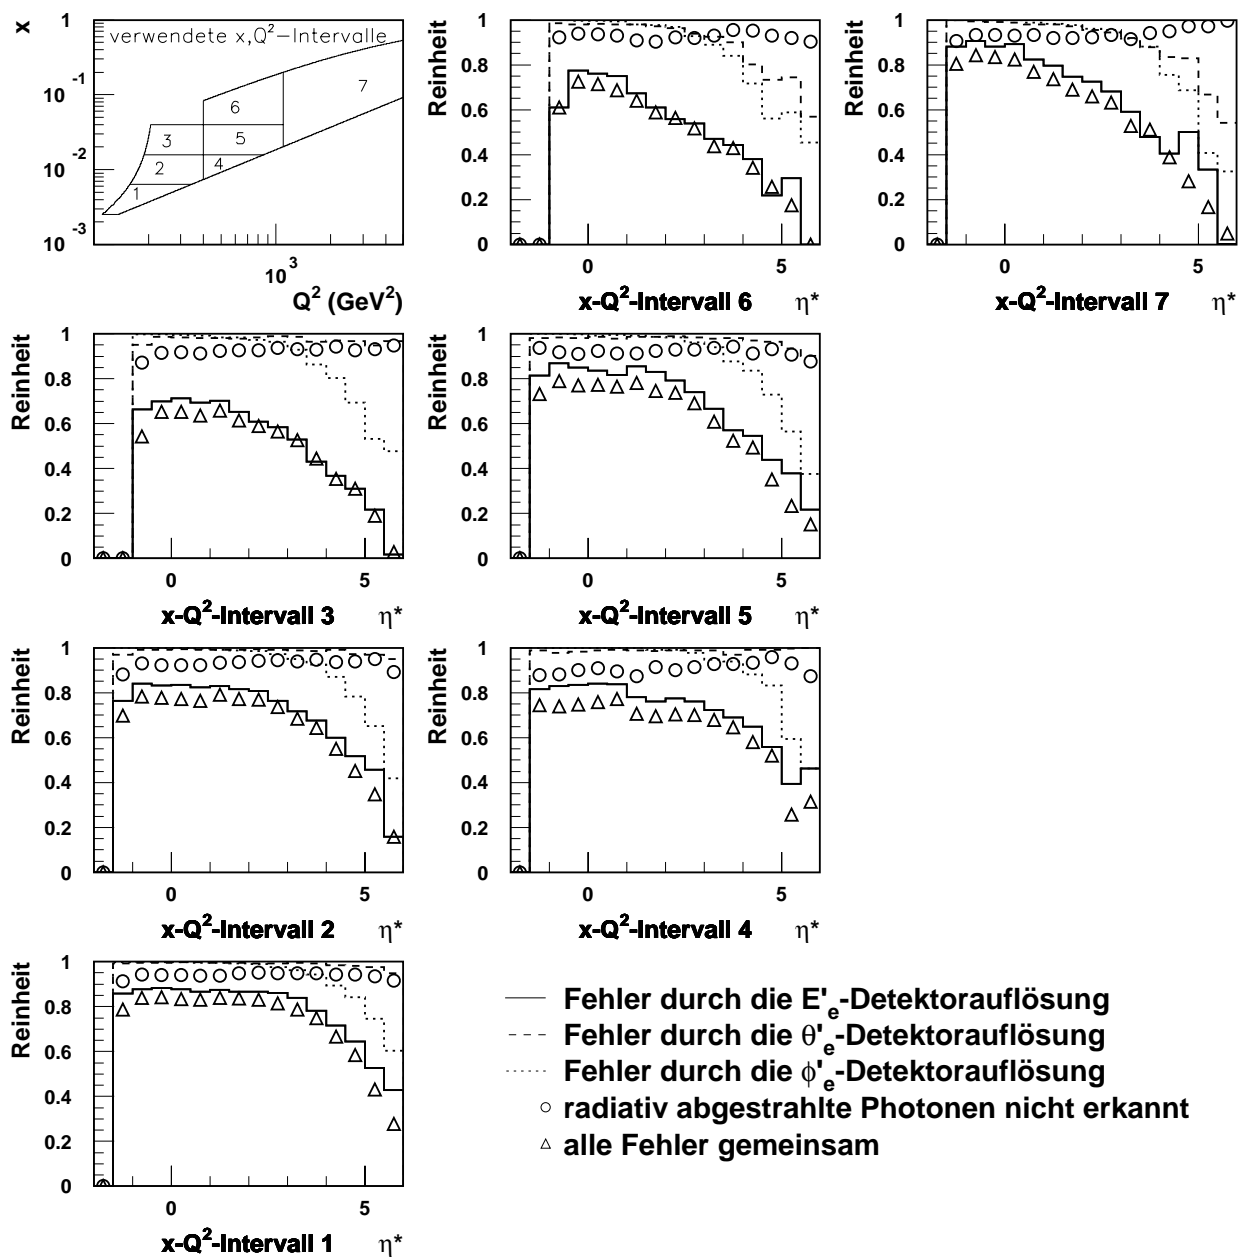 x
1
10 -1
10 -2
10 -3
verwendete x,Q²−Intervalle
1
2
3
4
5
6
7
10³
Q² (GeV²)
Reinheit
1
0.8
0.6
0.4
0.2
0
0
5
x-Q²-Intervall 6
η*
Reinheit
1
0.8
0.6
0.4
0.2
0
0
5
x-Q²-Intervall 7
η*
Reinheit
1
0.8
0.6
0.4
0.2
0
0
5
x-Q²-Intervall 3
η*
Reinheit
1
0.8
0.6
0.4
0.2
0
0
5
x-Q²-Intervall 5
η*
Reinheit
1
0.8
0.6
0.4
0.2
0
0
5
x-Q²-Intervall 2
η*
Reinheit
1
0.8
0.6
0.4
0.2
0
0
5
x-Q²-Intervall 4
η*
Reinheit
1
0.8
0.6
0.4
0.2
0
0
5
x-Q²-Intervall 1
η*
Fehler durch die E'e-Detektorauflösung
Fehler durch die θ'e-Detektorauflösung
Fehler durch die ϕ'e-Detektorauflösung
radiativ abgestrahlte Photonen nicht erkannt
alle Fehler gemeinsam